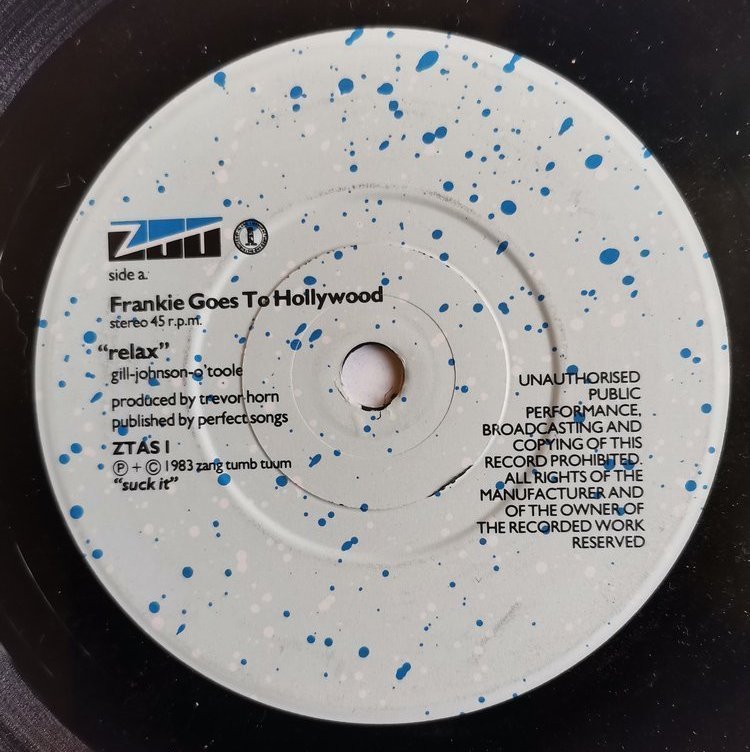 ZTT
side a.
Frankie Goes To Hollywood
stereo 45 r.p.m.
"relax"
gill-johnson-o'toole
produced by trevor horn
published by perfect songs
ZTAS 1
Ⓟ + © 1983 zang tumb tuum
"suck it"
UNAUTHORISED
PUBLIC
PERFORMANCE,
BROADCASTING AND
COPYING OF THIS
RECORD PROHIBITED.
ALL RIGHTS OF THE
MANUFACTURER AND
OF THE OWNER OF
THE RECORDED WORK
RESERVED